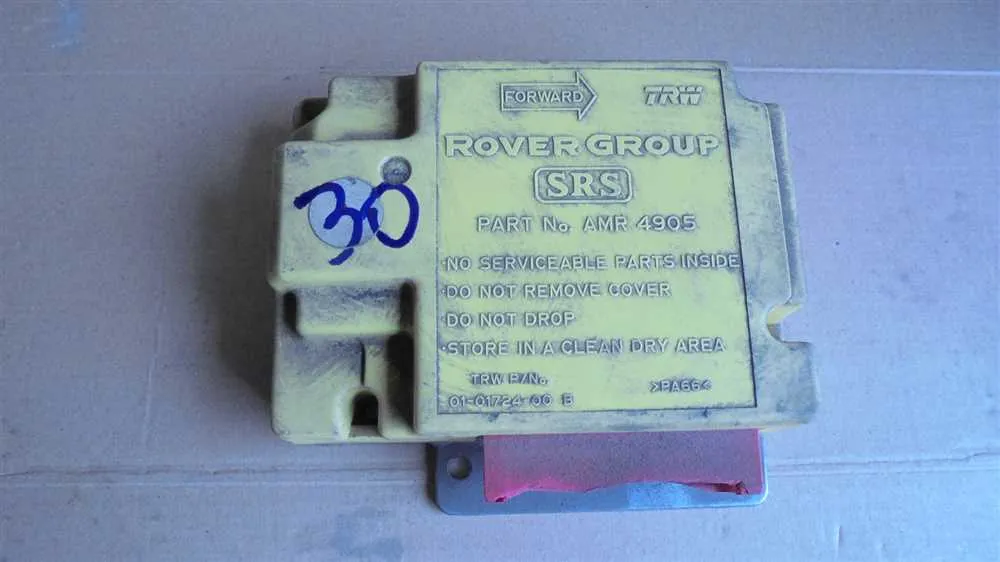 FORWARD TRW
ROVER GROUP
SRS
30
PART No. AMR 4905
·NO SERVICEABLE PARTS INSIDE
·DO NOT REMOVE COVER
·DO NOT DROP
·STORE IN A CLEAN DRY AREA
TRW P/No. >PA66<
01-01724-00 B